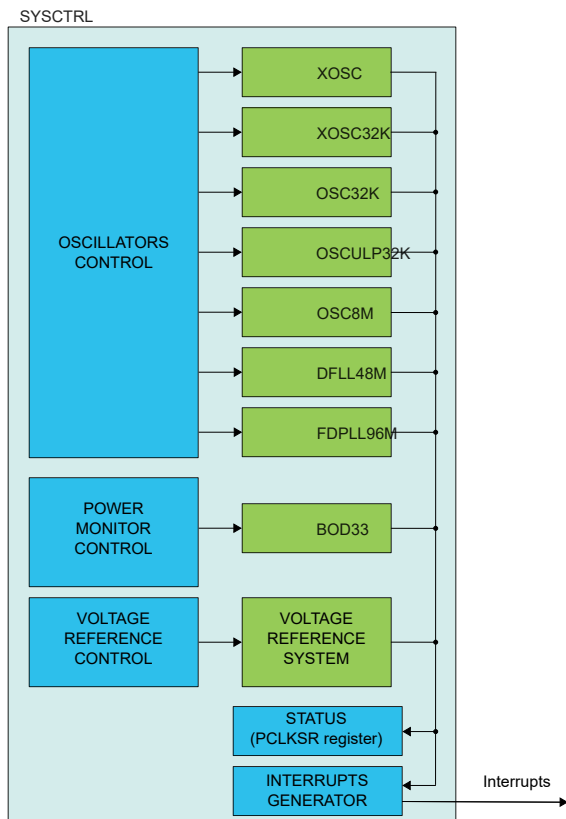 SYSCTRL
OSCILLATORS
CONTROL
XOSC
XOSC32K
OSC32K
OSCULP32K
OSC8M
DFLL48M
FDPLL96M
POWER
MONITOR
CONTROL
BOD33
VOLTAGE
REFERENCE
CONTROL
VOLTAGE
REFERENCE
SYSTEM
STATUS
(PCLKSR register)
INTERRUPTS
GENERATOR
Interrupts